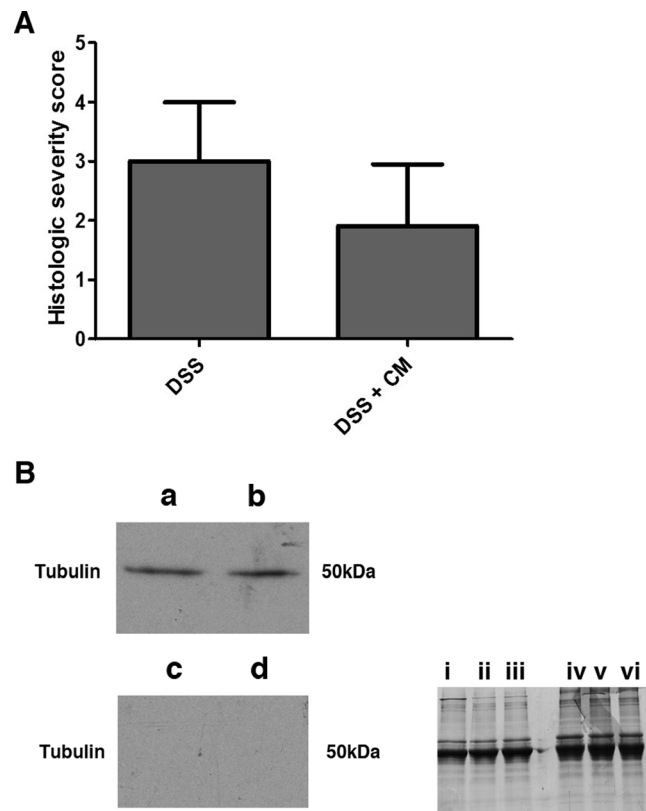 A
Histologic severity score
5
4
3
2
1
0
DSS
DSS + CM
B
a b
Tubulin 50kDa
c d
Tubulin 50kDa
i ii iii iv v vi